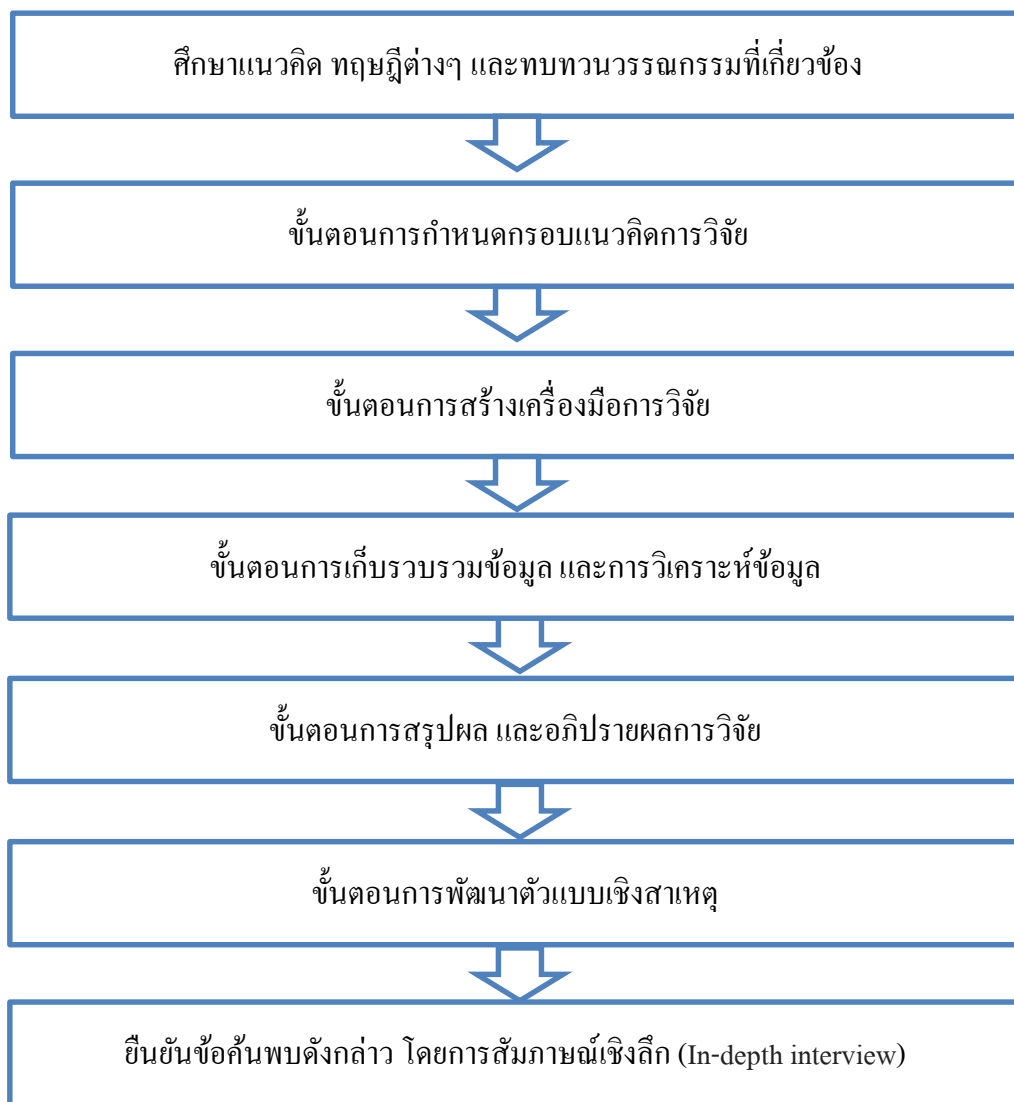 ศึกษาแนวคิด ทฤษฎีต่างๆ และทบทวนวรรณกรรมที่เกี่ยวข้อง
ขั้นตอนการกำหนดกรอบแนวคิดการวิจัย
ขั้นตอนการสร้างเครื่องมือการวิจัย
ขั้นตอนการเก็บรวบรวมข้อมูล และการวิเคราะห์ข้อมูล
ขั้นตอนการสรุปผล และอภิปรายผลการวิจัย
ขั้นตอนการพัฒนาตัวแบบเชิงสาเหตุ
ยืนยันข้อค้นพบดังกล่าว โดยการสัมภาษณ์เชิงลึก (In-depth interview)